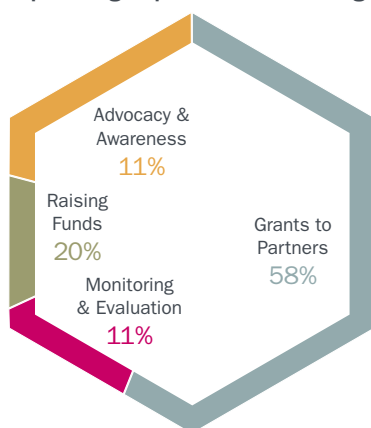 Advocacy &
Awareness
11%
Raising
Funds
20%
Grants to
Partners
58%
Monitoring
& Evaluation
11%